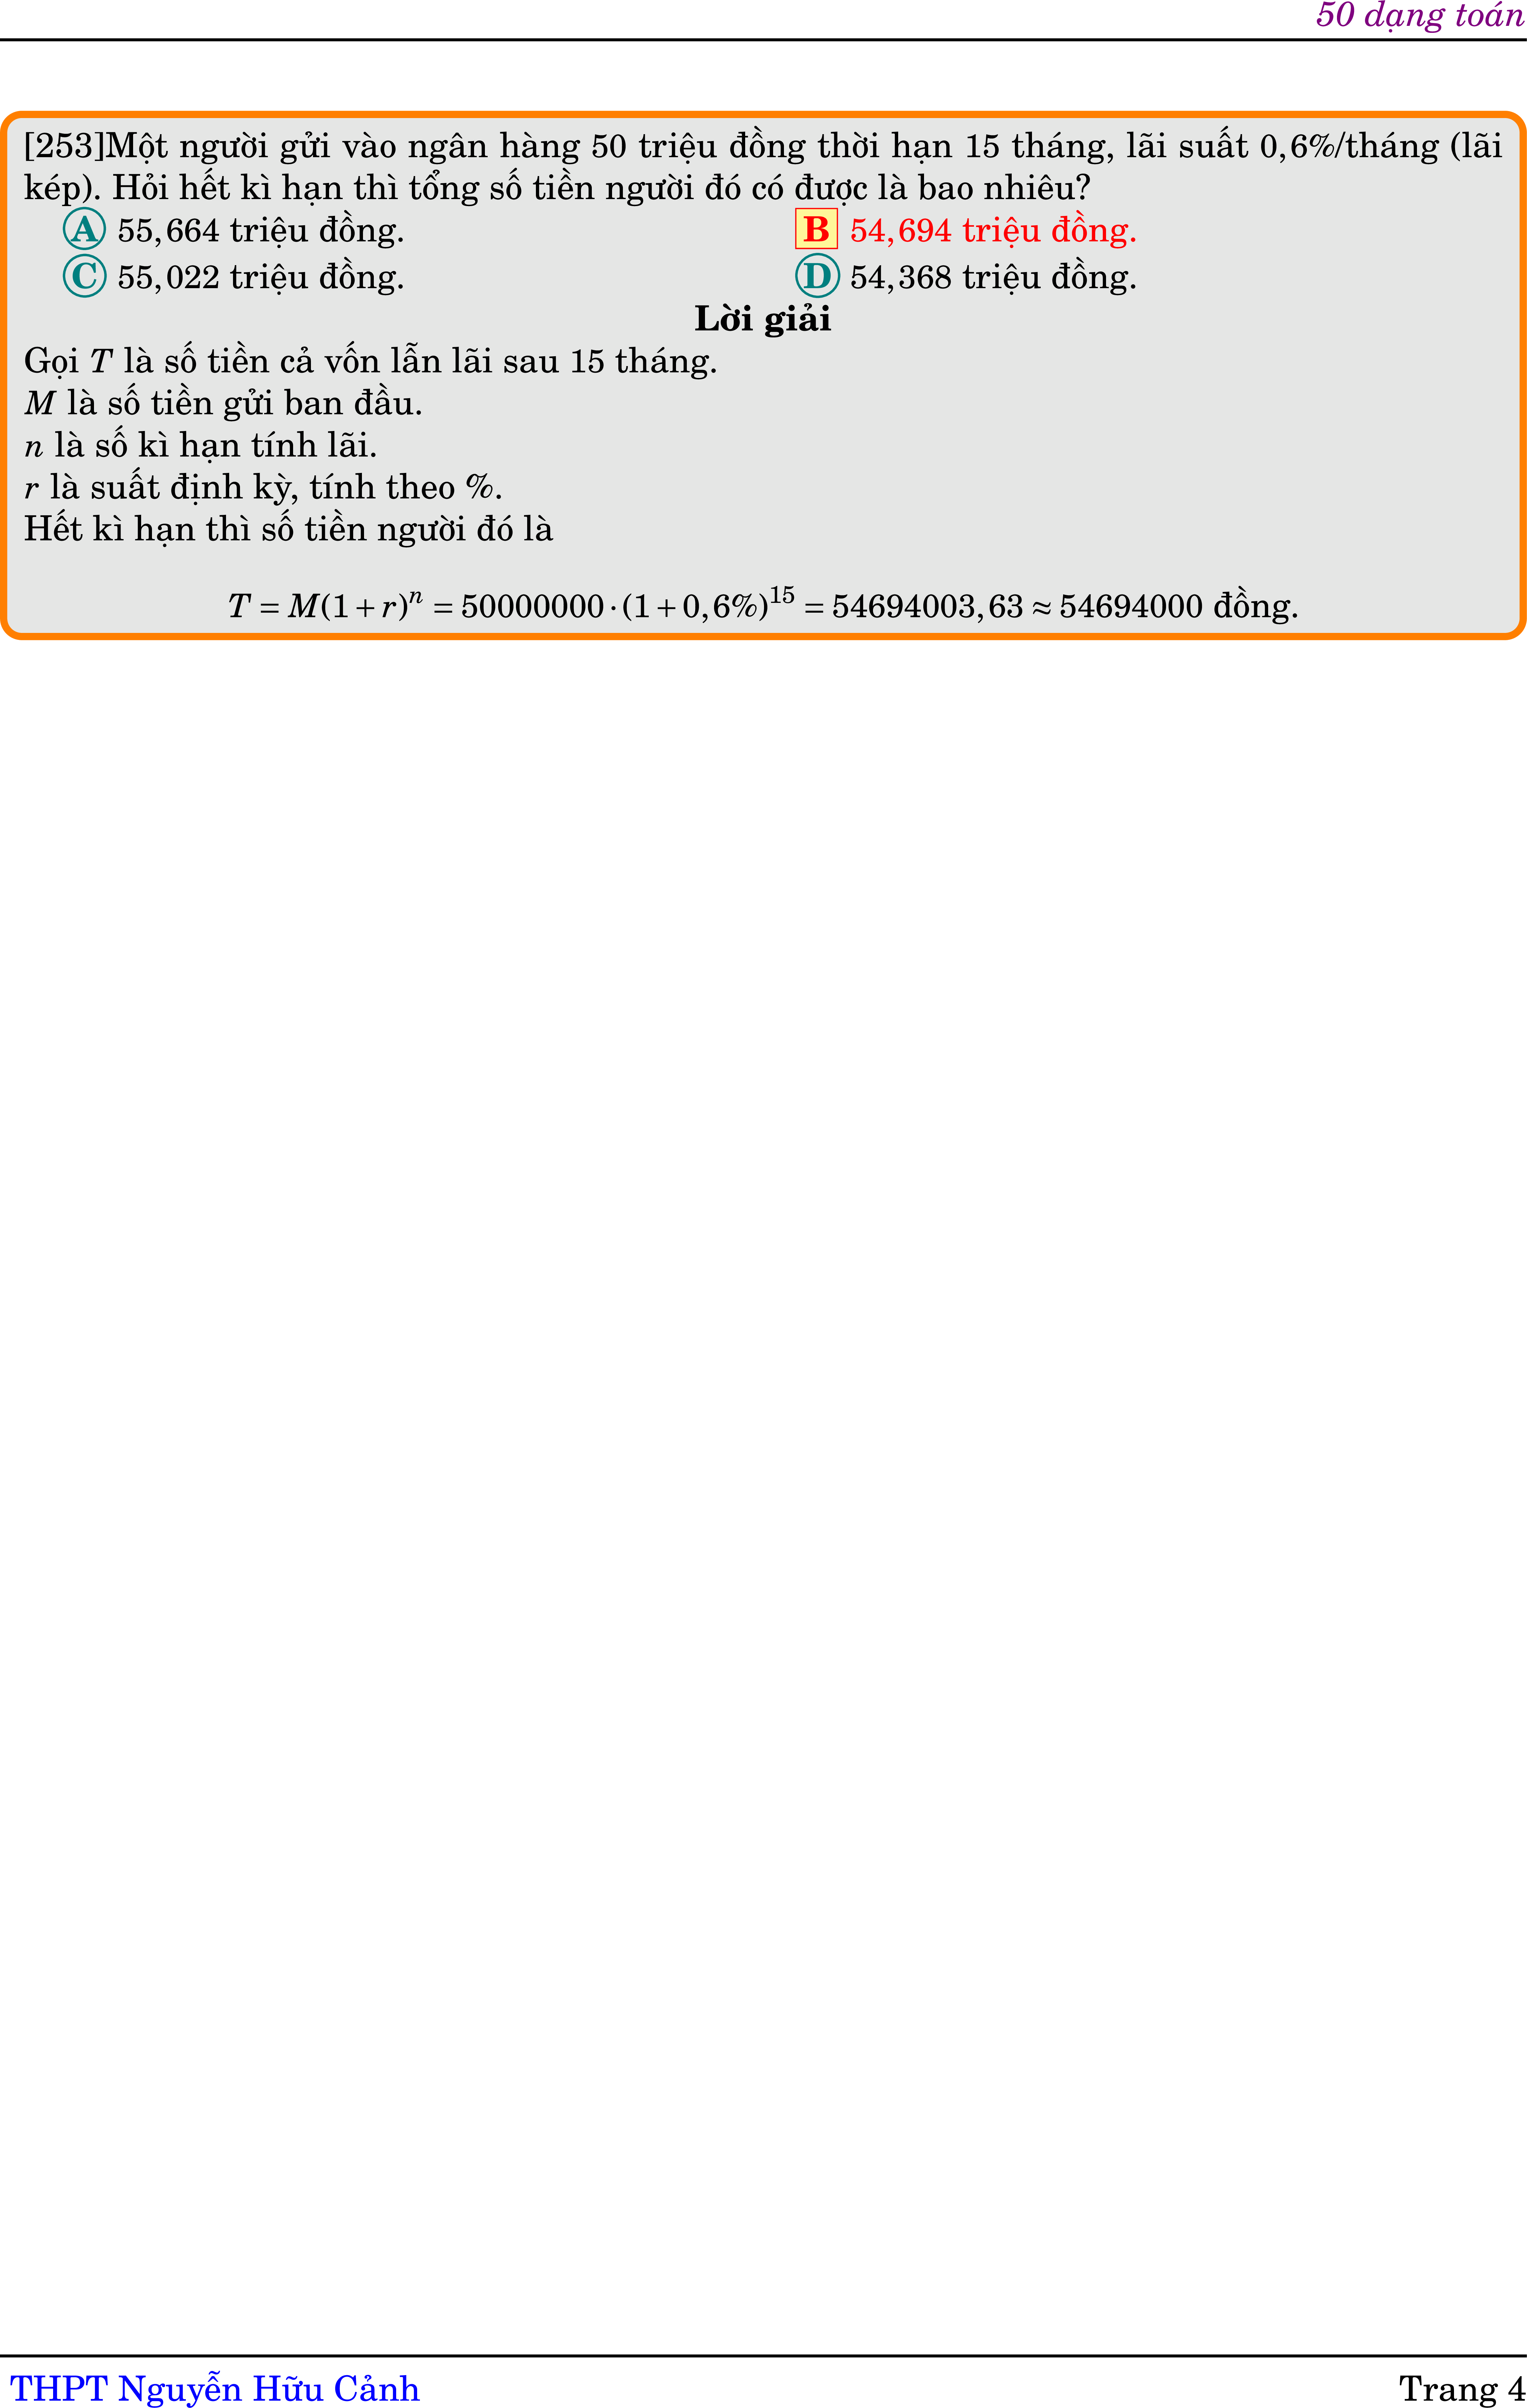 50 dạng toán
[253]Một người gửi vào ngân hàng 50 triệu đồng thời hạn 15 tháng, lãi suất 0,6%/tháng (lãi
kép). Hỏi hết kì hạn thì tổng số tiền người đó có được là bao nhiêu?
A 55,664 triệu đồng. B 54,694 triệu đồng.
C 55,022 triệu đồng. D 54,368 triệu đồng.
Lời giải
Gọi T là số tiền cả vốn lẫn lãi sau 15 tháng.
M là số tiền gửi ban đầu.
n là số kì hạn tính lãi.
r là suất định kỳ, tính theo %.
Hết kì hạn thì số tiền người đó là
T = M(1 + r)^n = 50000000 · (1 + 0,6%)^15 = 54694003,63 ≈ 54694000 đồng.
THPT Nguyễn Hữu Cảnh Trang 4